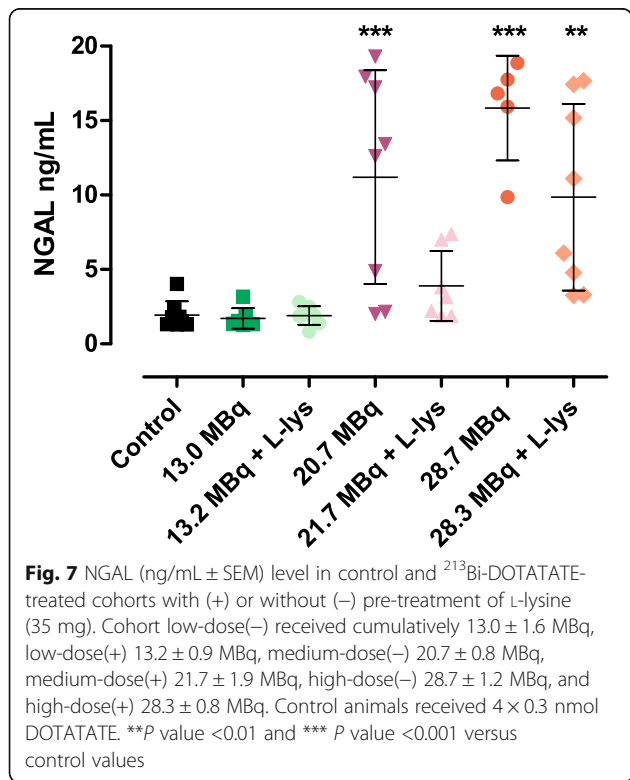 *** *** **
20
15
10
5
0
NGAL ng/mL
Control
13.0 MBq
13.2 MBq + L-lys
20.7 MBq
21.7 MBq + L-lys
28.7 MBq
28.3 MBq + L-lys
Fig. 7 NGAL (ng/mL ± SEM) level in control and ²¹³Bi-DOTATATE-
treated cohorts with (+) or without (−) pre-treatment of ʟ-lysine
(35 mg). Cohort low-dose(−) received cumulatively 13.0 ± 1.6 MBq,
low-dose(+) 13.2 ± 0.9 MBq, medium-dose(−) 20.7 ± 0.8 MBq,
medium-dose(+) 21.7 ± 1.9 MBq, high-dose(−) 28.7 ± 1.2 MBq, and
high-dose(+) 28.3 ± 0.8 MBq. Control animals received 4 × 0.3 nmol
DOTATATE. **P value <0.01 and *** P value <0.001 versus
control values